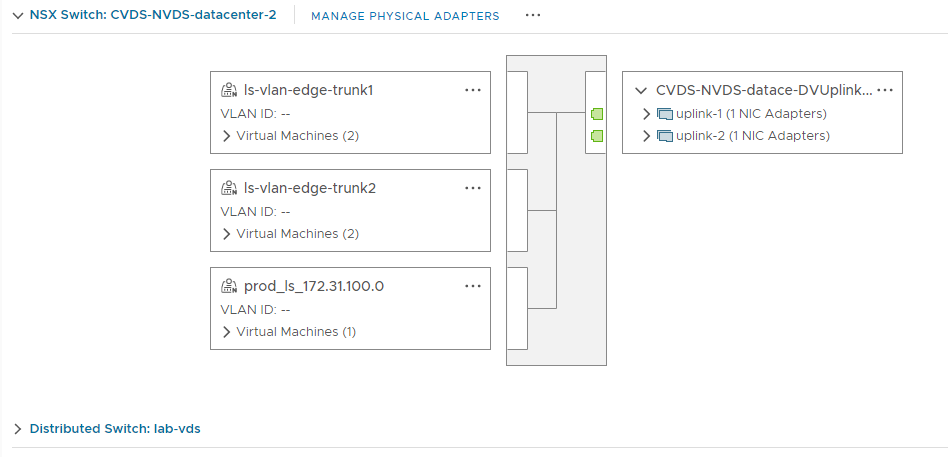 NSX Switch: CVDS-NVDS-datacenter-2 MANAGE PHYSICAL ADAPTERS ...
ls-vlan-edge-trunk1 ...
VLAN ID: --
Virtual Machines (2)
ls-vlan-edge-trunk2 ...
VLAN ID: --
Virtual Machines (2)
prod_ls_172.31.100.0 ...
VLAN ID: --
Virtual Machines (1)
CVDS-NVDS-datace-DVUplink... ...
uplink-1 (1 NIC Adapters)
uplink-2 (1 NIC Adapters)
Distributed Switch: lab-vds